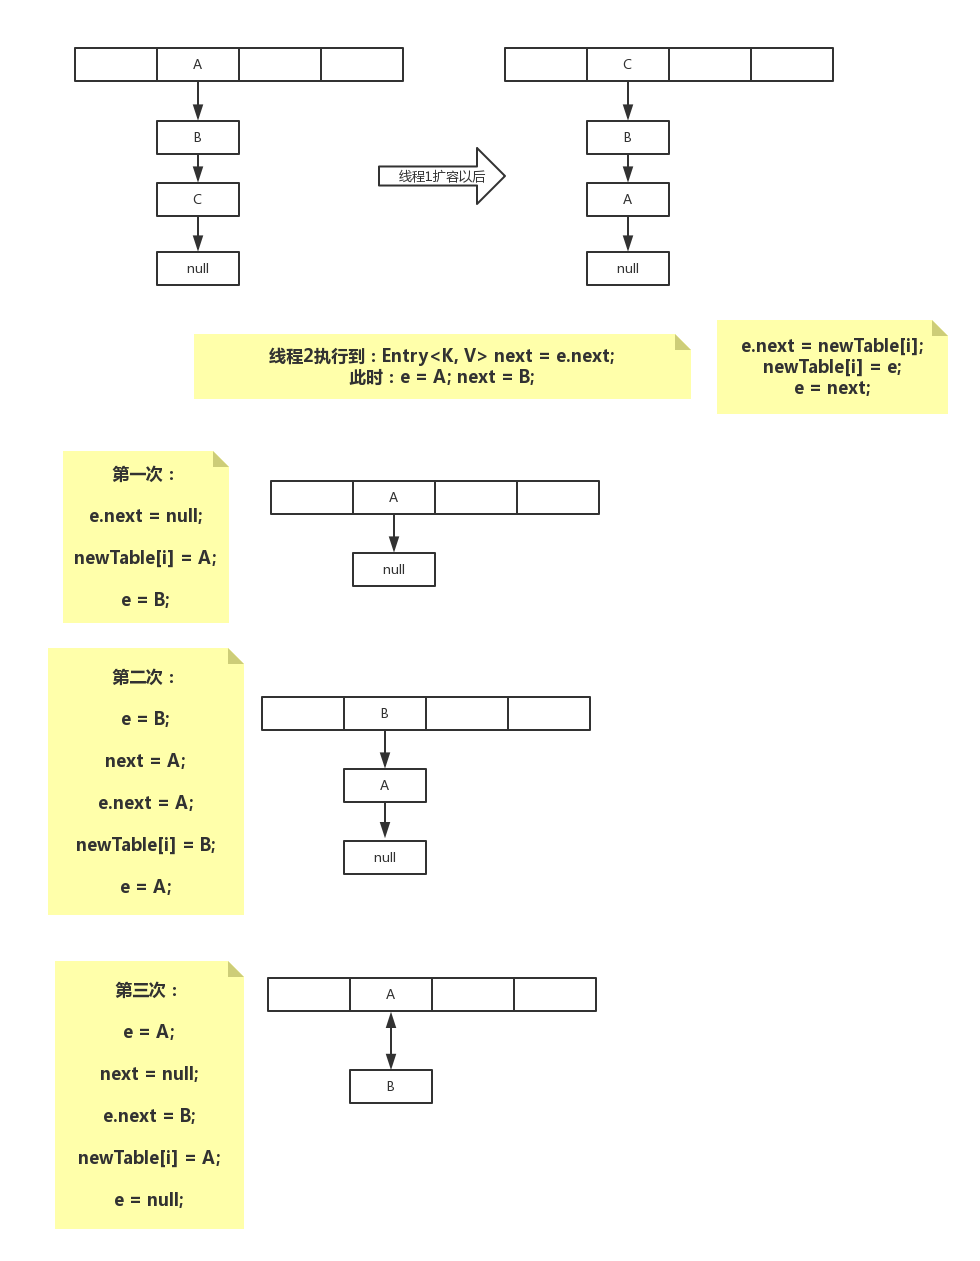 A
B
C
null
线程1扩容以后
C
B
A
null
线程2执行到：Entry<K, V> next = e.next;
此时：e = A; next = B;
e.next = newTable[i];
newTable[i] = e;
e = next;
第一次：
e.next = null;
newTable[i] = A;
e = B;
A
null
第二次：
e = B;
next = A;
e.next = A;
newTable[i] = B;
e = A;
B
A
null
第三次：
e = A;
next = null;
e.next = B;
newTable[i] = A;
e = null;
A
B